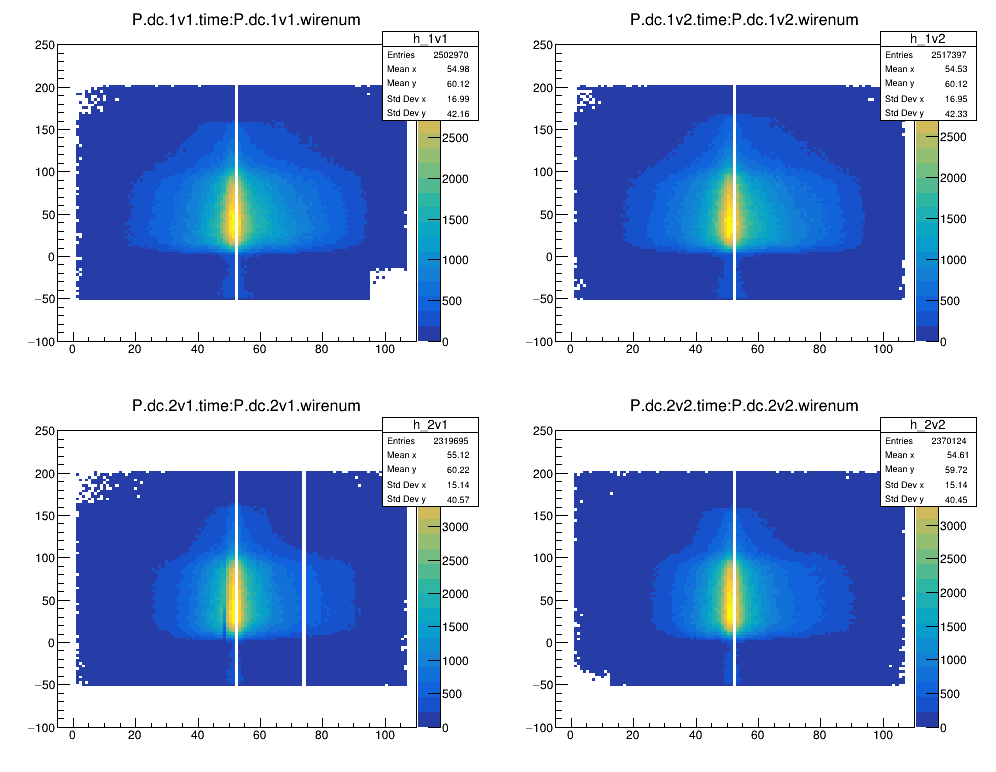 P.dc.1v1.time:P.dc.1v1.wirenum
h_1v1
Entries 2502970
Mean x 54.98
Mean y 60.12
Std Dev x 16.99
Std Dev y 42.16
250
200
150
100
50
0
−50
−100
0 20 40 60 80 100
2500
2000
1500
1000
500
0
P.dc.1v2.time:P.dc.1v2.wirenum
h_1v2
Entries 2517397
Mean x 54.53
Mean y 60.12
Std Dev x 16.95
Std Dev y 42.33
250
200
150
100
50
0
−50
−100
0 20 40 60 80 100
2500
2000
1500
1000
500
0
P.dc.2v1.time:P.dc.2v1.wirenum
h_2v1
Entries 2319695
Mean x 55.12
Mean y 60.22
Std Dev x 15.14
Std Dev y 40.57
250
200
150
100
50
0
−50
−100
0 20 40 60 80 100
3000
2500
2000
1500
1000
500
0
P.dc.2v2.time:P.dc.2v2.wirenum
h_2v2
Entries 2370124
Mean x 54.61
Mean y 59.72
Std Dev x 15.14
Std Dev y 40.45
250
200
150
100
50
0
−50
−100
0 20 40 60 80 100
3000
2500
2000
1500
1000
500
0